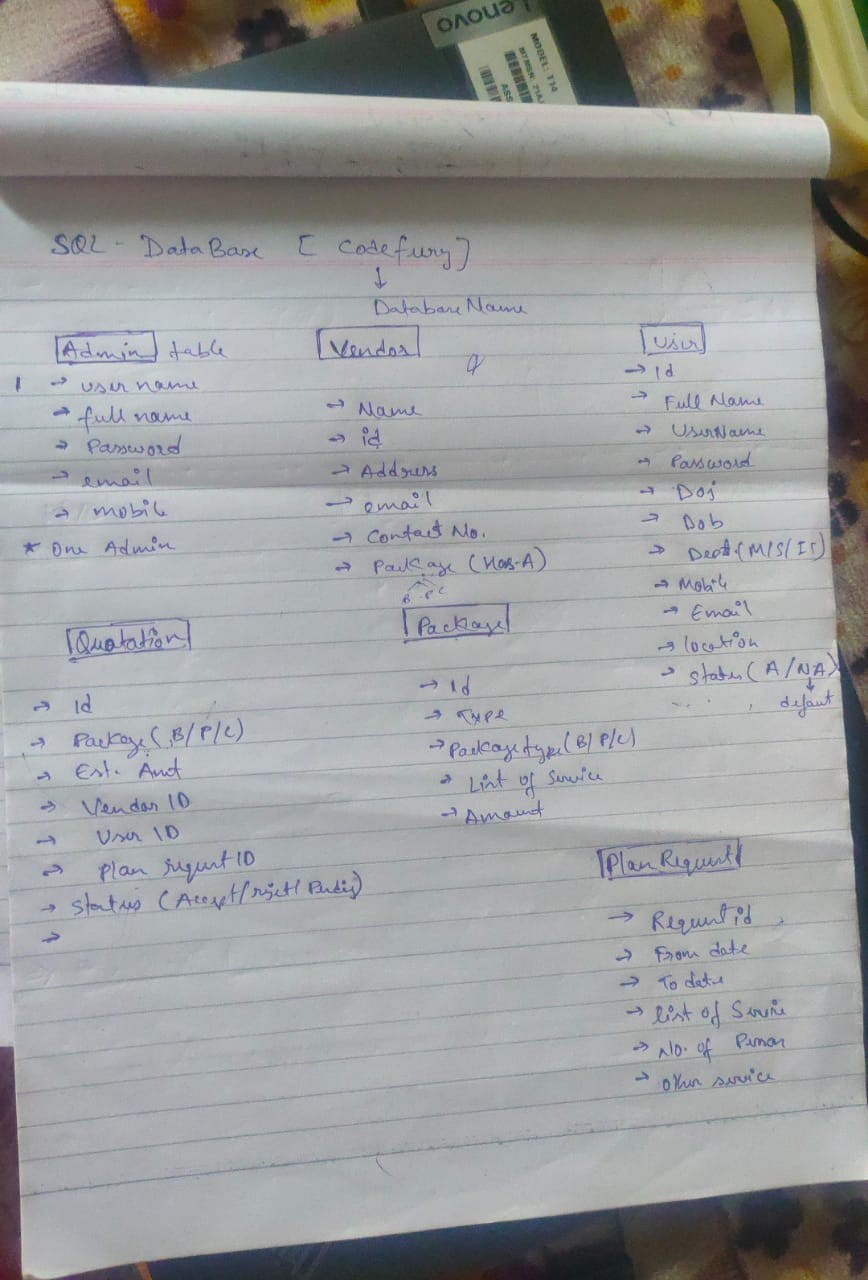 Lenovo
MODEL: T14
SQL - DataBase [ Codefury ]
↓
Database Name
Admin table
1 → user name
→ full name
→ Password
→ email
→ mobile
* One Admin
Vendor
→ Name
→ id
→ Address
→ email
→ Contact No.
→ Package (Has-A)
B P C
User
→ Id
→ Full Name
→ UserName
→ Password
→ Doj
→ Dob
→ Dept (M/S/IT)
→ Mobile
→ Email
→ location
→ status (A/NA)
↓
Quotation
→ Id
→ Package (B/P/C)
→ Est. Amt
→ Vendor ID
→ User ID
→ Plan request ID
→ Status (Accept/reject/Pending)
→
Package
→ Id
→ Type
→ Package type (B/P/C)
→ List of Service
→ Amount
Plan Request
→ Request id
→ From date
→ To date
→ list of Service
→ No. of Person
→ other service